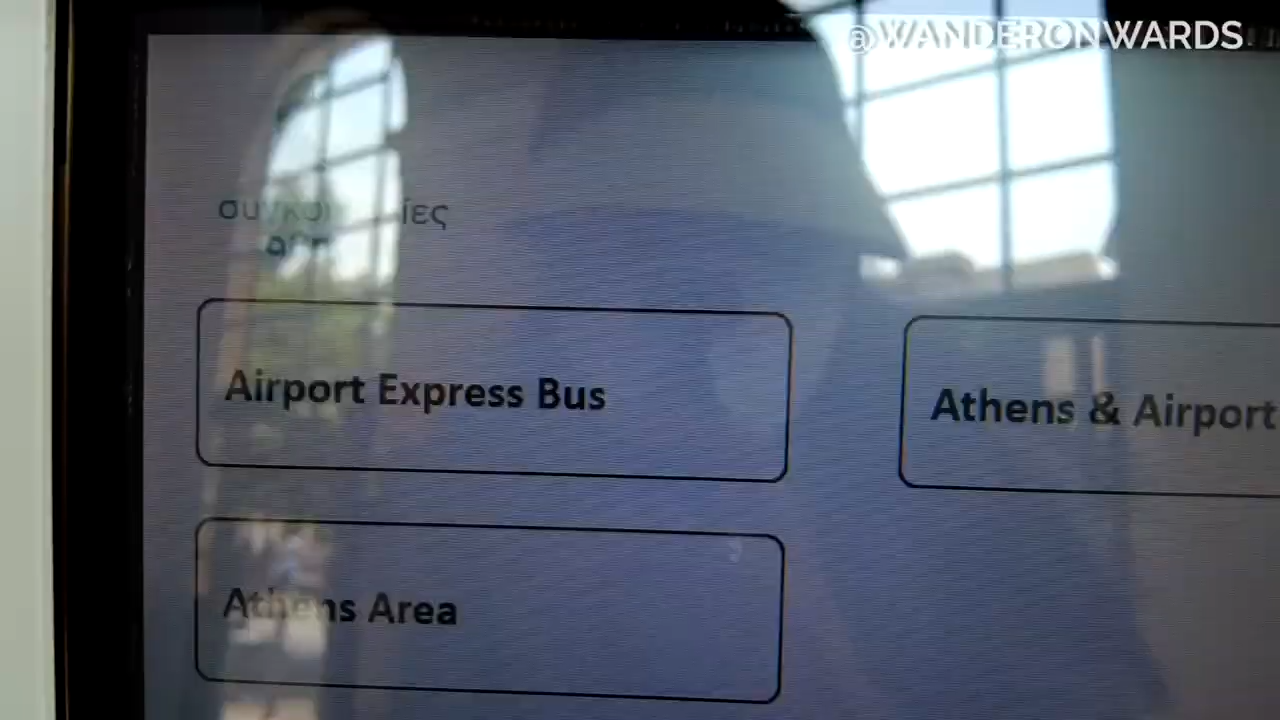 @WANDERONWARDS
Airport Express Bus
Athens & Airport
Athens Area